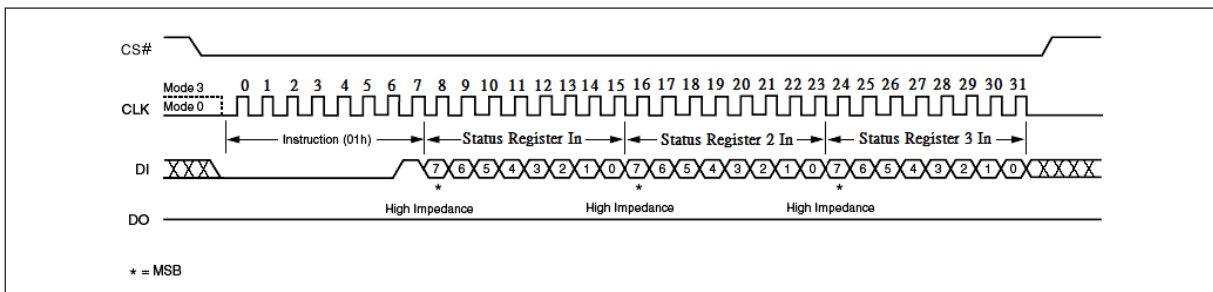 CS#
Mode 3
0 1 2 3 4 5 6 7 8 9 10 11 12 13 14 15 16 17 18 19 20 21 22 23 24 25 26 27 28 29 30 31
CLK
Mode 0
Instruction (01h) Status Register In Status Register 2 In Status Register 3 In
DI 7 6 5 4 3 2 1 0 7 6 5 4 3 2 1 0 7 6 5 4 3 2 1 0
* * *
High Impedance High Impedance High Impedance
DO
* = MSB